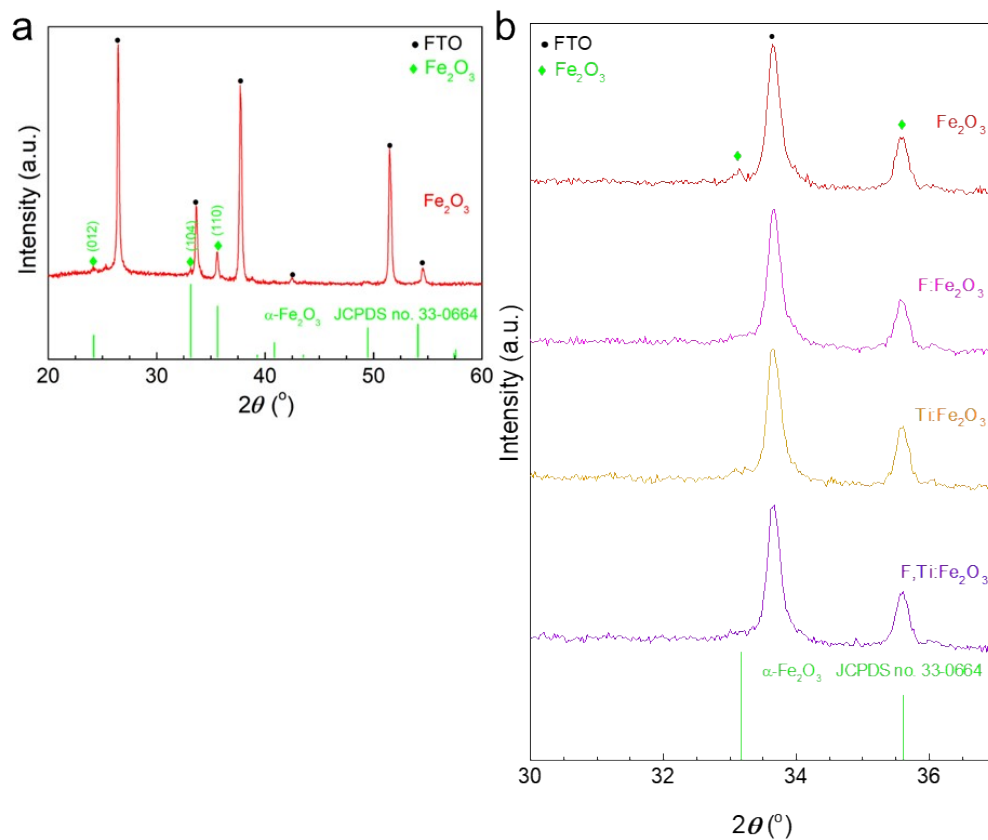 a
● FTO
◆ Fe₂O₃
Intensity (a.u.)
(012)
(104)
(110)
Fe₂O₃
α-Fe₂O₃ JCPDS no. 33-0664
20 30 40 50 60
2θ (°)
b
● FTO
◆ Fe₂O₃
Intensity (a.u.)
Fe₂O₃
F:Fe₂O₃
Ti:Fe₂O₃
F,Ti:Fe₂O₃
α-Fe₂O₃ JCPDS no. 33-0664
30 32 34 36
2θ (°)